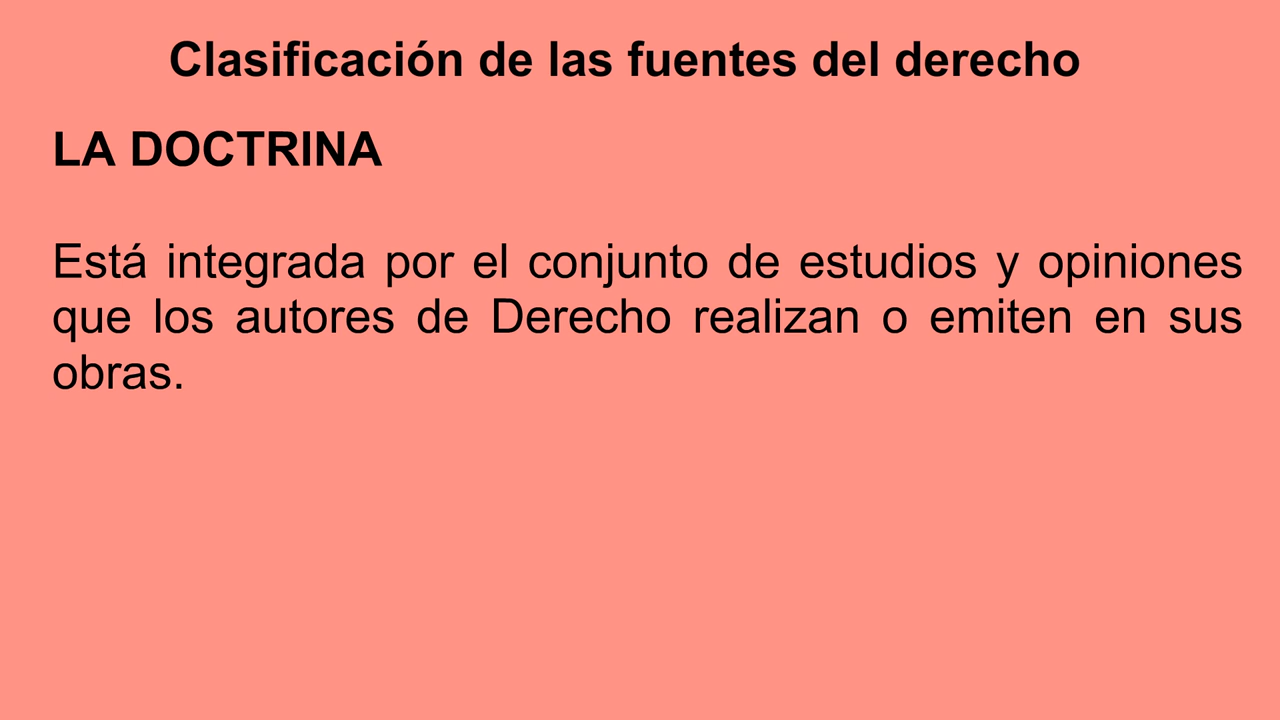 Clasificación de las fuentes del derecho
LA DOCTRINA
Está integrada por el conjunto de estudios y opiniones
que los autores de Derecho realizan o emiten en sus
obras.